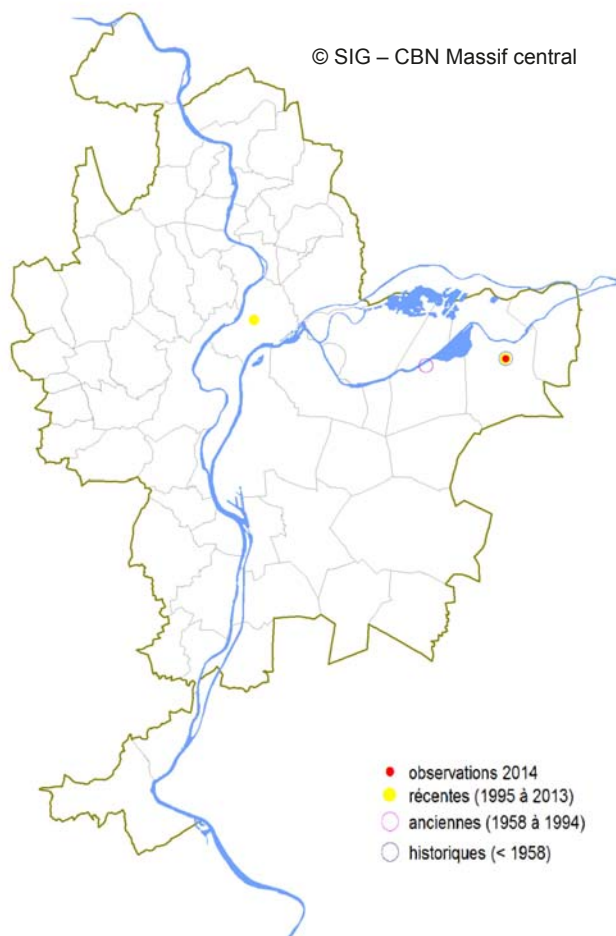 © SIG – CBN Massif central
observations 2014
récentes (1995 à 2013)
anciennes (1958 à 1994)
historiques (< 1958)